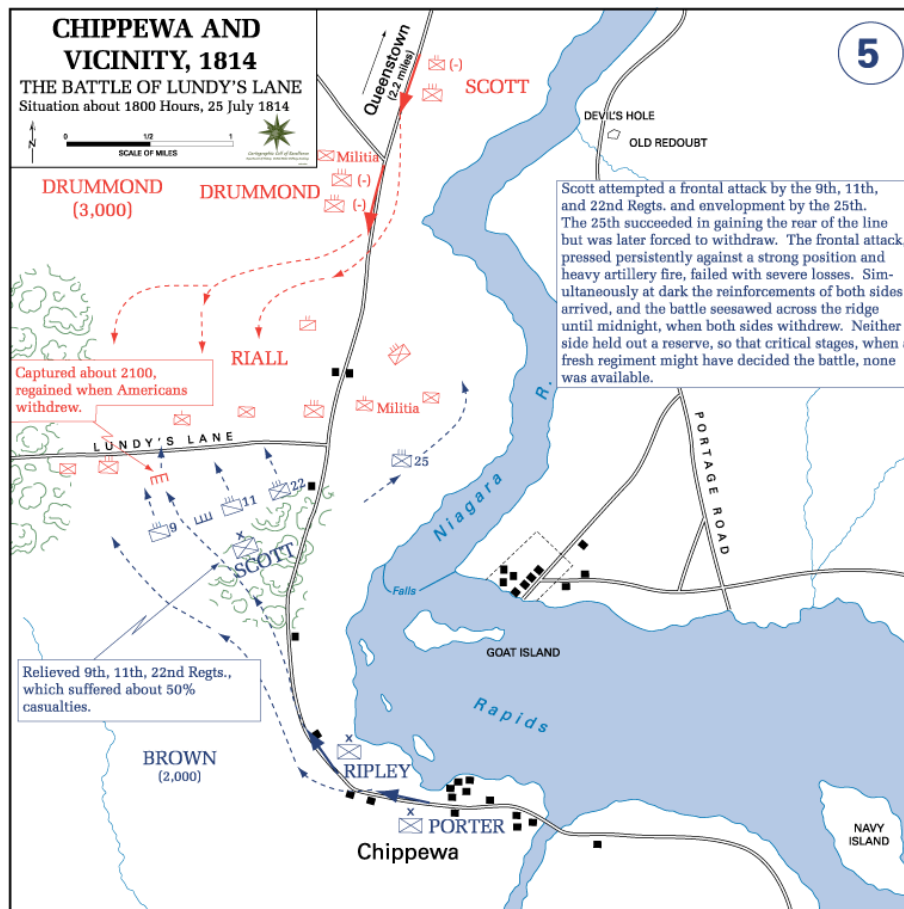 CHIPPEWA AND
VICINITY, 1814
THE BATTLE OF LUNDY'S LANE
Situation about 1800 Hours, 25 July 1814
N
0 1/2 1
SCALE OF MILES
Cartographic Cell of Excellence
5
Queenstown
(2.2 miles)
(-)
SCOTT
DEVIL'S HOLE
OLD REDOUBT
DRUMMOND
(3,000)
DRUMMOND
Militia
(-)
(-)
Scott attempted a frontal attack by the 9th, 11th,
and 22nd Regts. and envelopment by the 25th.
The 25th succeeded in gaining the rear of the line
but was later forced to withdraw. The frontal attack,
pressed persistently against a strong position and
heavy artillery fire, failed with severe losses. Sim-
ultaneously at dark the reinforcements of both sides
arrived, and the battle seesawed across the ridge
until midnight, when both sides withdrew. Neither
side held out a reserve, so that critical stages, when a
fresh regiment might have decided the battle, none
was available.
RIALL
Captured about 2100,
regained when Americans
withdrew.
Militia
LUNDY'S LANE
25
22
11
9
SCOTT
Niagara R.
PORTAGE ROAD
Falls
GOAT ISLAND
Rapids
Relieved 9th, 11th, 22nd Regts.,
which suffered about 50%
casualties.
BROWN
(2,000)
RIPLEY
PORTER
Chippewa
NAVY
ISLAND